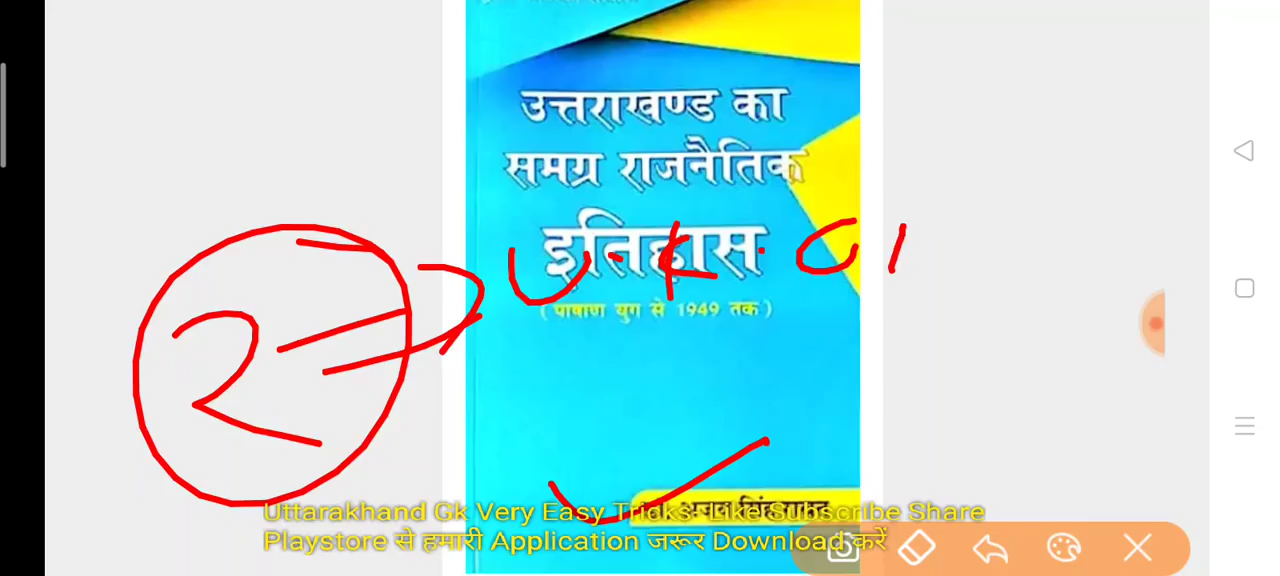 उत्तराखण्ड का
समग्र राजनैतिक
इतिहास
(पाषाण युग से 1949 तक)
2 U.K. G
सिंह
Uttarakhand Gk Very Easy Tricks. Like Subscribe Share
Playstore से हमारी Application जरूर Download करें